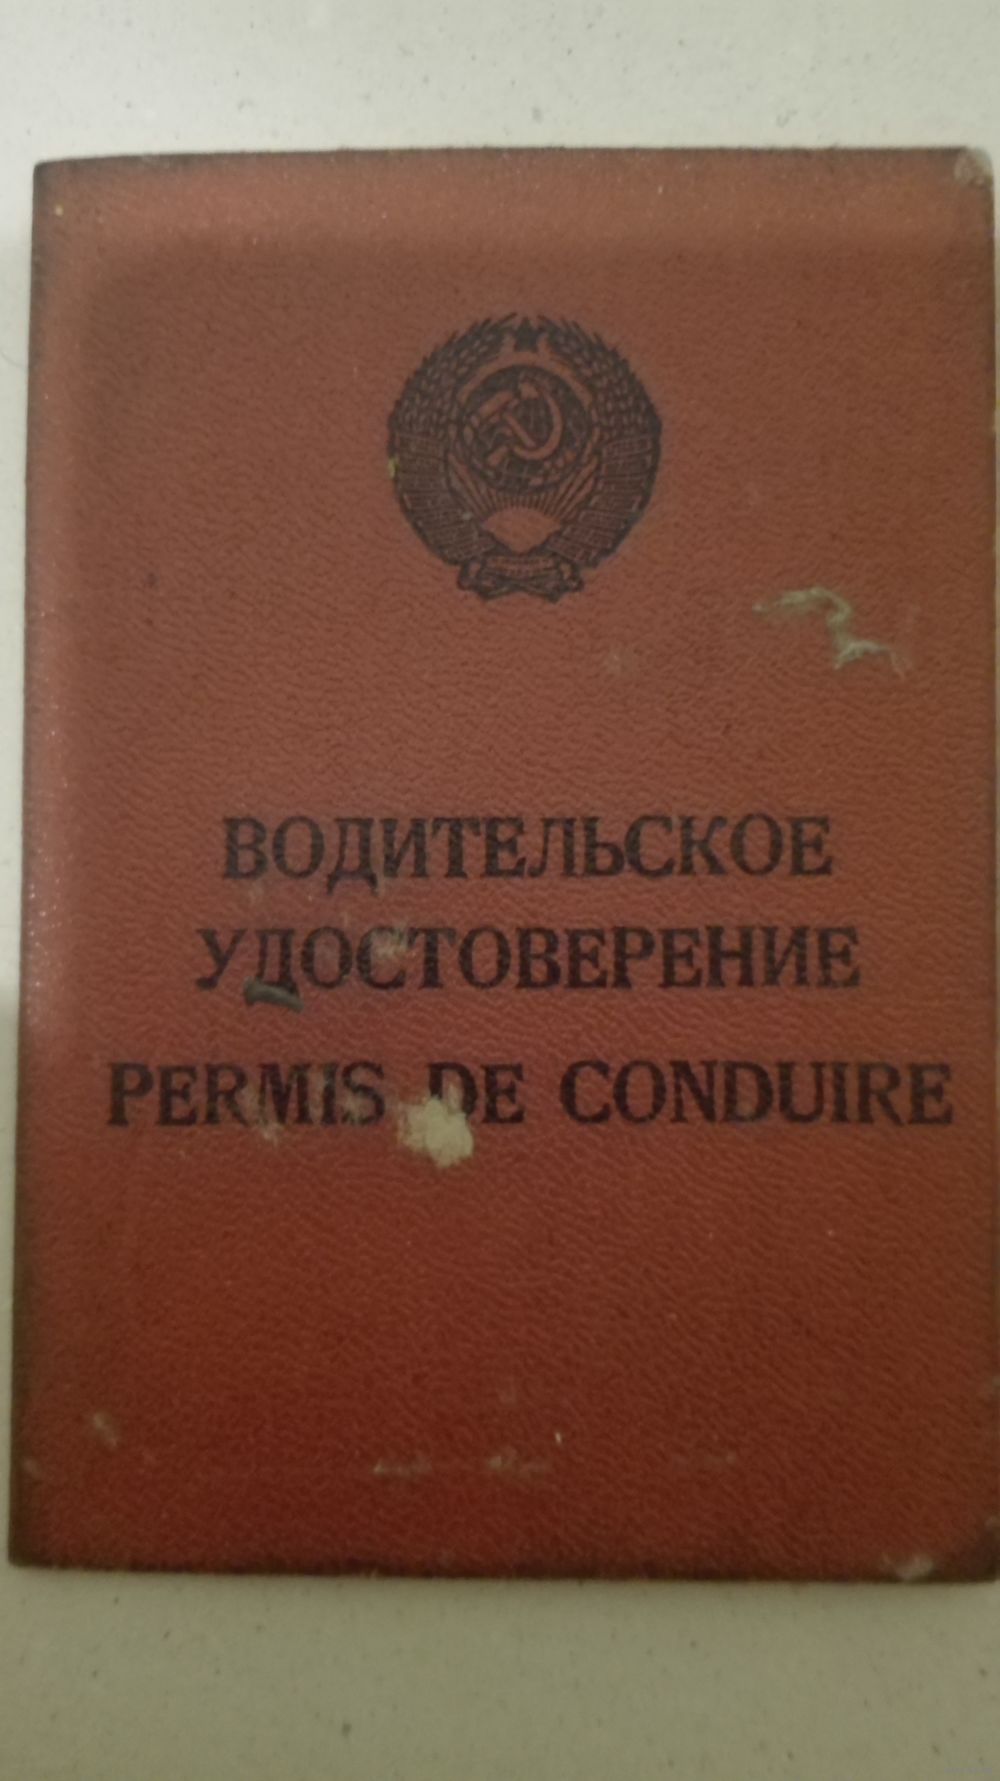 ВОДИТЕЛЬСКОЕ
УДОСТОВЕРЕНИЕ
PERMIS DE CONDUIRE